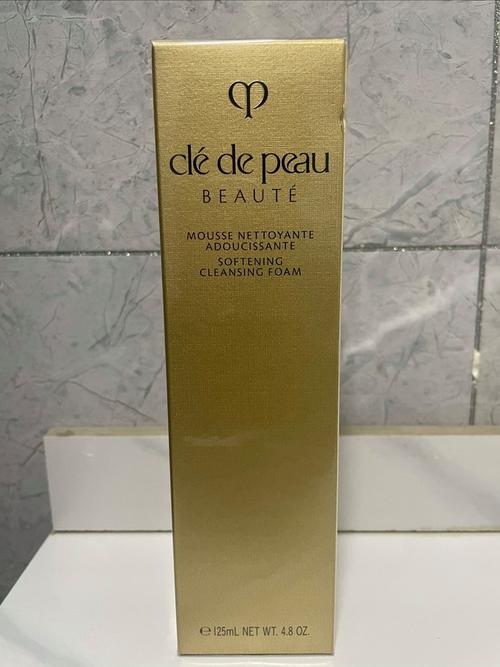 clé de peau
BEAUTÉ
MOUSSE NETTOYANTE
ADOUCISSANTE
SOFTENING
CLEANSING FOAM
℮ 125mL NET WT. 4.8 OZ.